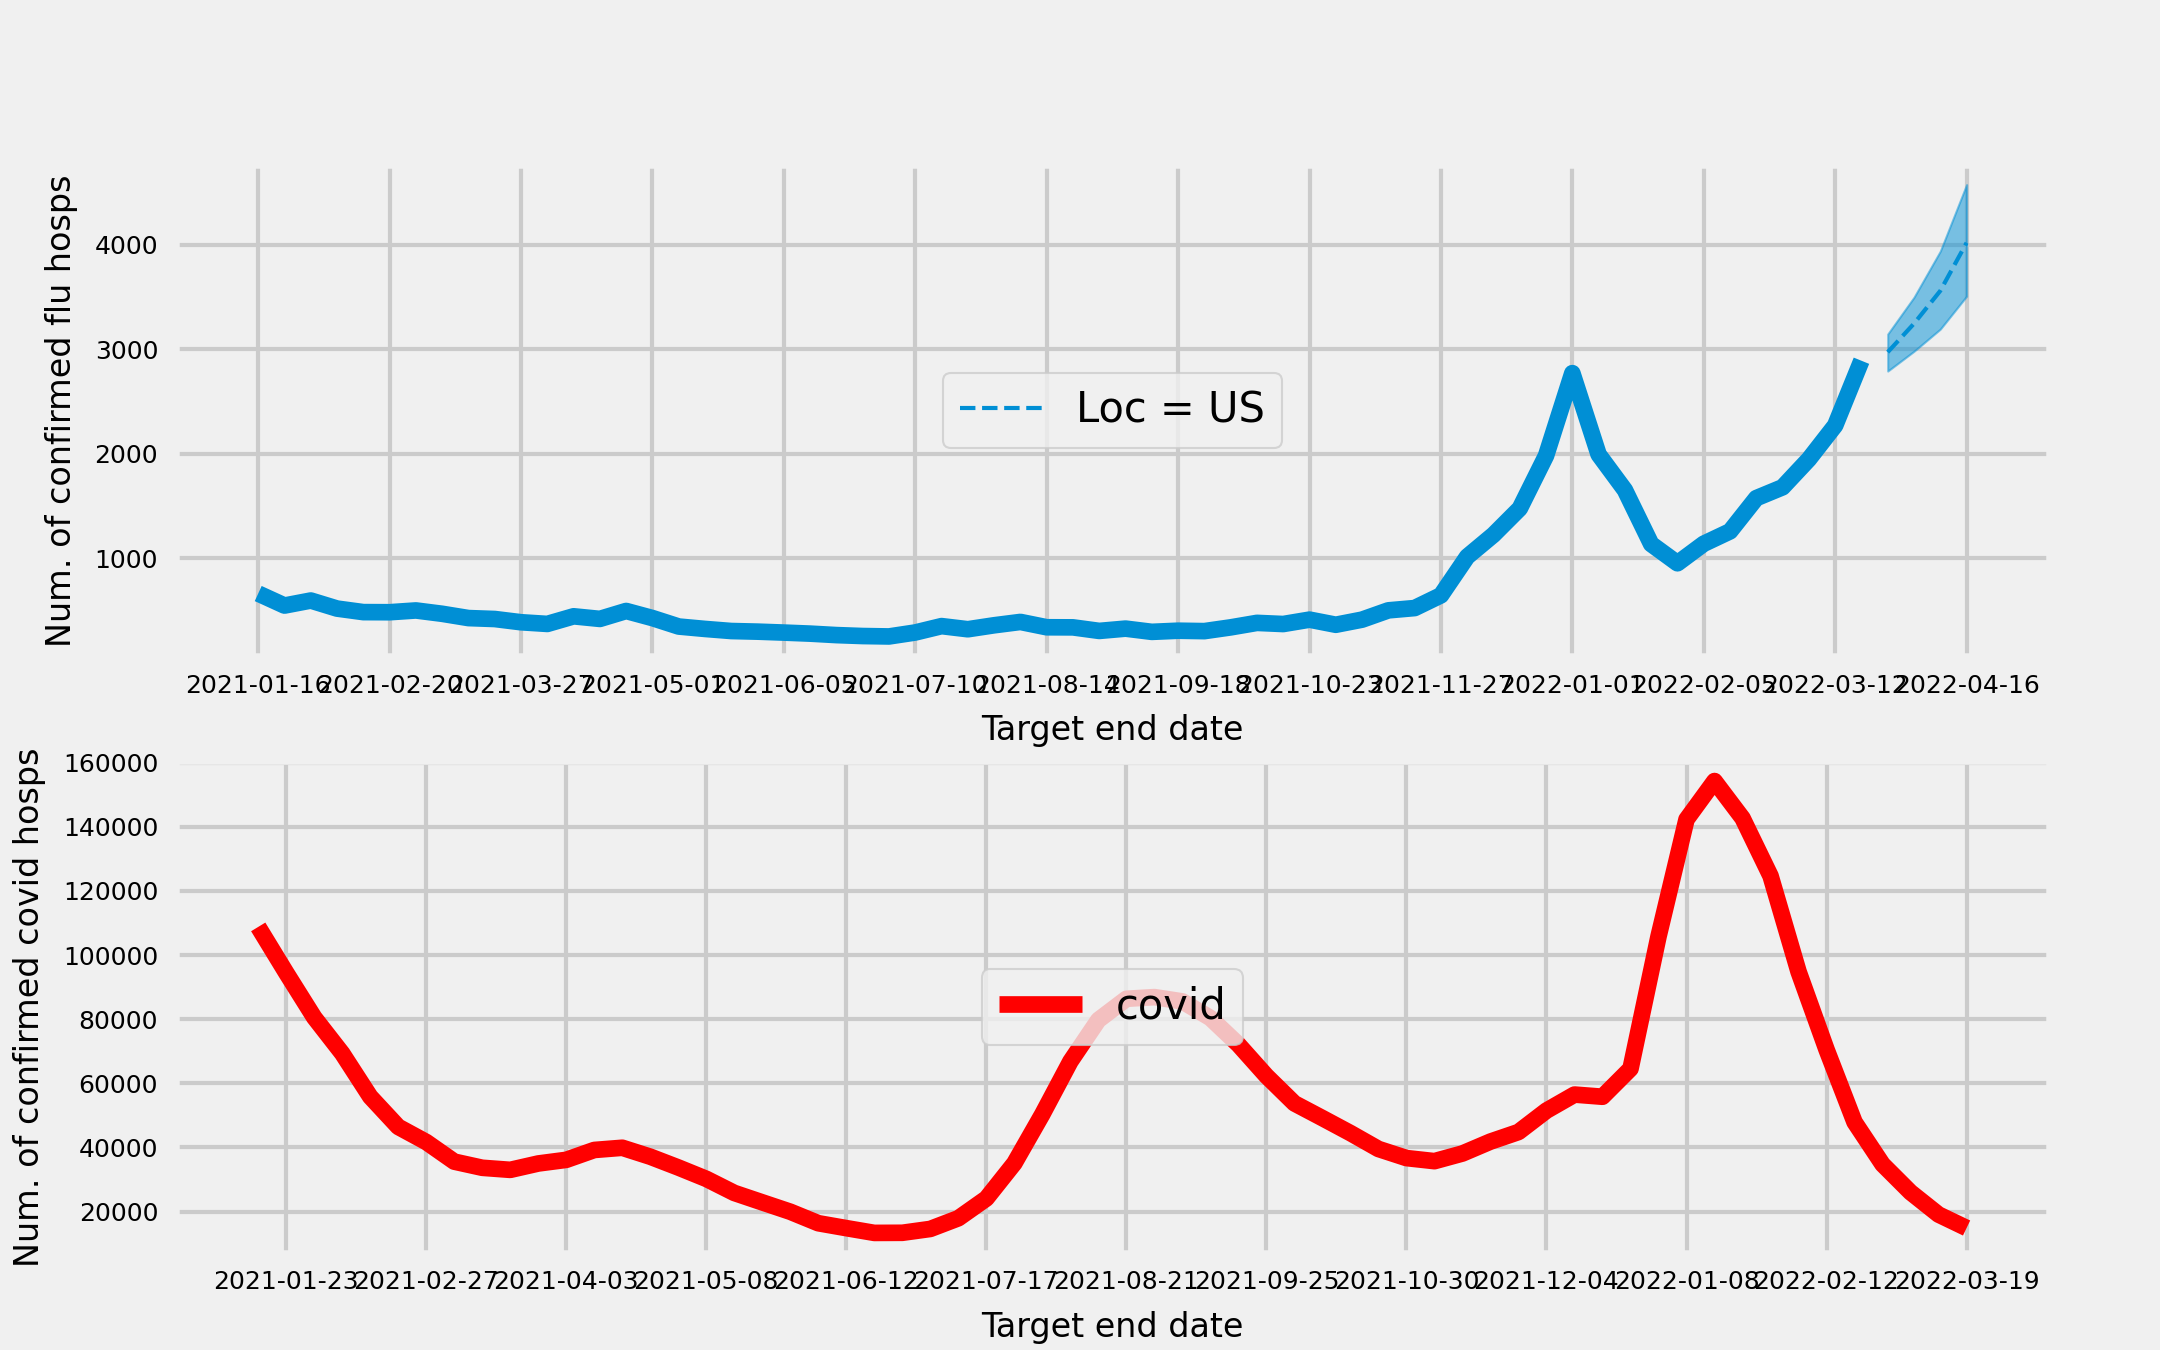 Num. of confirmed flu hosps
4000
3000
2000
1000
Loc = US
2021-01-16 2021-02-20 2021-03-27 2021-05-01 2021-06-05 2021-07-10 2021-08-14 2021-09-18 2021-10-23 2021-11-27 2022-01-01 2022-02-05 2022-03-12 2022-04-16
Target end date
Num. of confirmed covid hosps
160000
140000
120000
100000
80000
60000
40000
20000
covid
2021-01-23 2021-02-27 2021-04-03 2021-05-08 2021-06-12 2021-07-17 2021-08-21 2021-09-25 2021-10-30 2021-12-04 2022-01-08 2022-02-12 2022-03-19
Target end date